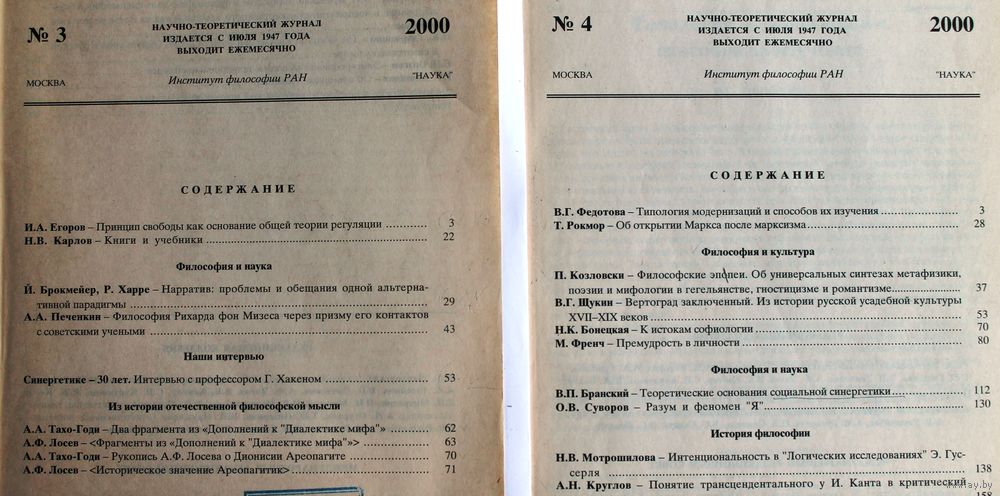 № 3
НАУЧНО-ТЕОРЕТИЧЕСКИЙ ЖУРНАЛ
ИЗДАЕТСЯ С ИЮЛЯ 1947 ГОДА
ВЫХОДИТ ЕЖЕМЕСЯЧНО
2000
МОСКВА
Институт философии РАН
"НАУКА"
СОДЕРЖАНИЕ
И.А. Егоров – Принцип свободы как основание общей теории регуляции ........... 3
Н.В. Карлов – Книги и учебники ........... 22
Философия и наука
Й. Брокмейер, Р. Харре – Нарратив: проблемы и обещания одной альтерна-
тивной парадигмы ........... 29
А.А. Печенкин – Философия Рихарда фон Мизеса через призму его контактов
с советскими учеными ........... 43
Наши интервью
Синергетике – 30 лет. Интервью с профессором Г. Хакеном ........... 53
Из истории отечественной философской мысли
А.А. Тахо-Годи – Два фрагмента из «Дополнений к "Диалектике мифа"» ........... 62
А.Ф. Лосев – <Фрагменты из «Дополнений к "Диалектике мифа"»> ........... 63
А.А. Тахо-Годи – Рукопись А.Ф. Лосева о Дионисии Ареопагите ........... 70
А.Ф. Лосев – <Историческое значение Ареопагитик> ........... 71
№ 4
НАУЧНО-ТЕОРЕТИЧЕСКИЙ ЖУРНАЛ
ИЗДАЕТСЯ С ИЮЛЯ 1947 ГОДА
ВЫХОДИТ ЕЖЕМЕСЯЧНО
2000
МОСКВА
Институт философии РАН
"НАУКА"
СОДЕРЖАНИЕ
В.Г. Федотова – Типология модернизаций и способов их изучения ........... 3
Т. Рокмор – Об открытии Маркса после марксизма ........... 28
Философия и культура
П. Козловски – Философские эпопеи. Об универсальных синтезах метафизики,
поэзии и мифологии в гегельянстве, гностицизме и романтизме ........... 37
В.Г. Щукин – Вертоград заключенный. Из истории русской усадебной культуры
XVII–XIX веков ........... 53
Н.К. Бонецкая – К истокам софиологии ........... 70
М. Френч – Премудрость в личности ........... 80
Философия и наука
В.П. Бранский – Теоретические основания социальной синергетики ........... 112
О.В. Суворов – Разум и феномен "Я" ........... 130
История философии
Н.В. Мотрошилова – Интенциональность в "Логических исследованиях" Э. Гус-
серля ........... 138
А.Н. Круглов – Понятие трансцендентального у И. Канта в критический